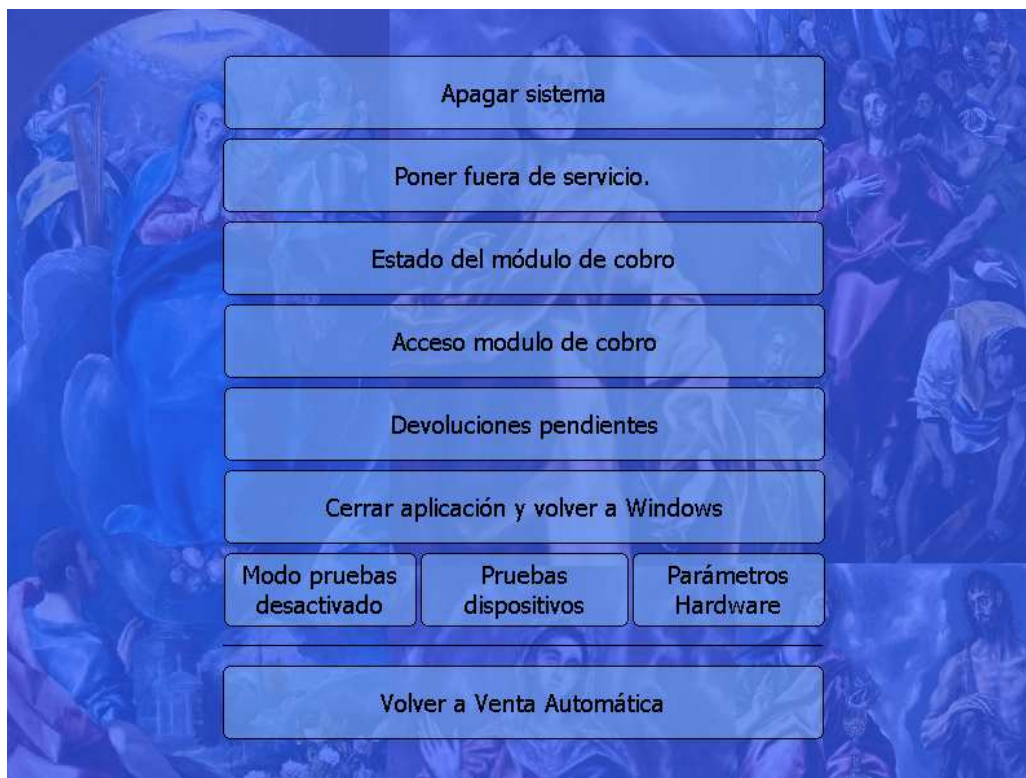 Apagar sistema
Poner fuera de servicio.
Estado del módulo de cobro
Acceso modulo de cobro
Devoluciones pendientes
Cerrar aplicación y volver a Windows
Modo pruebas
desactivado
Pruebas
dispositivos
Parámetros
Hardware
Volver a Venta Automática